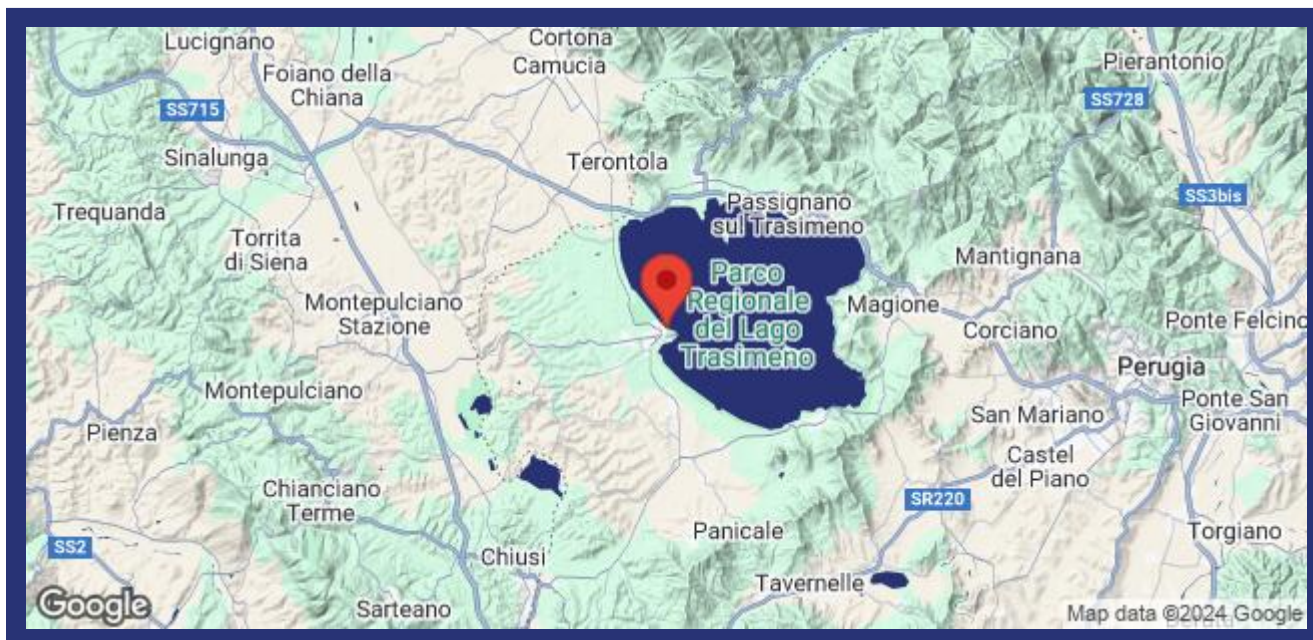 Lucignano
Cortona
Camucia
Pierantonio
Foiano della
Chiana
SS728
SS715
Sinalunga
Terontola
SS3bis
Trequanda
Passignano
sul Trasimeno
Torrita
di Siena
Mantignana
Parco
Regionale
del Lago
Trasimeno
Montepulciano
Stazione
Magione
Corciano
Ponte Felcino
Perugia
Montepulciano
San Mariano
Ponte San
Giovanni
Pienza
Castel
del Piano
Chianciano
Terme
SR220
Panicale
Torgiano
SS2
Chiusi
Tavernelle
Sarteano
Google
Map data ©2024 Google